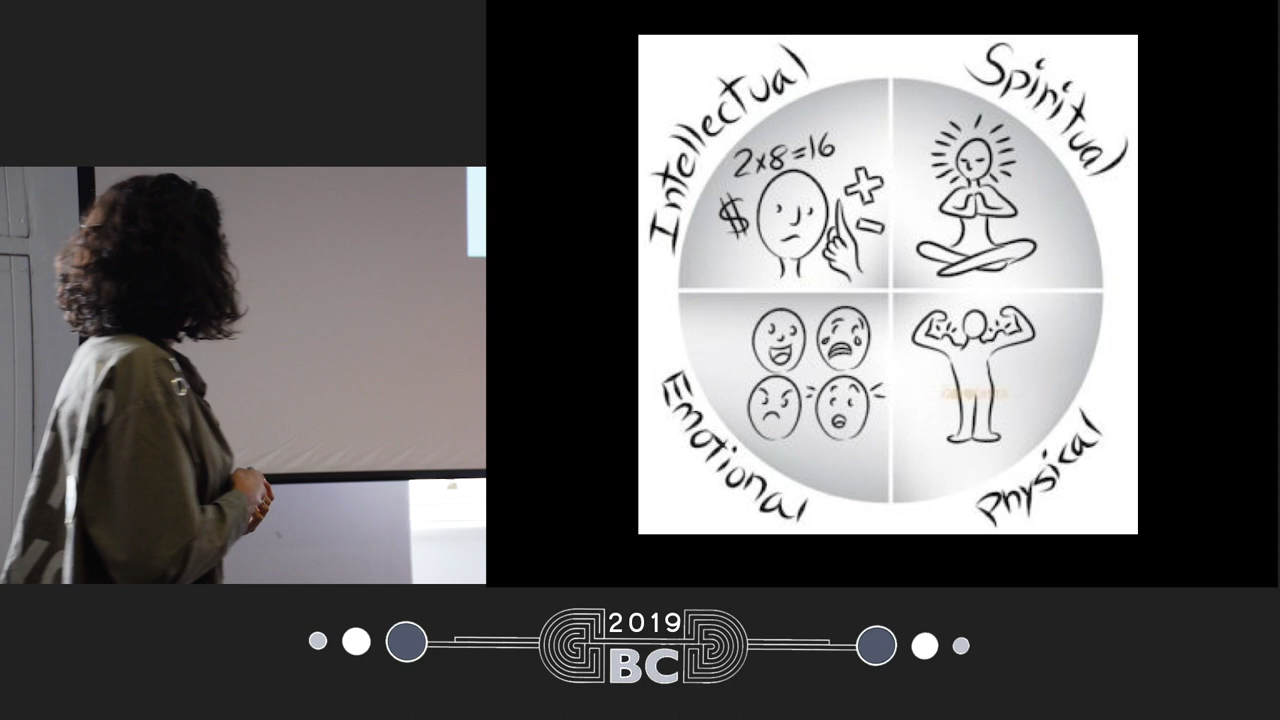 Intellectual
Spiritual
2x8=16
$
+
-
Emotional
Physical
2019
BC